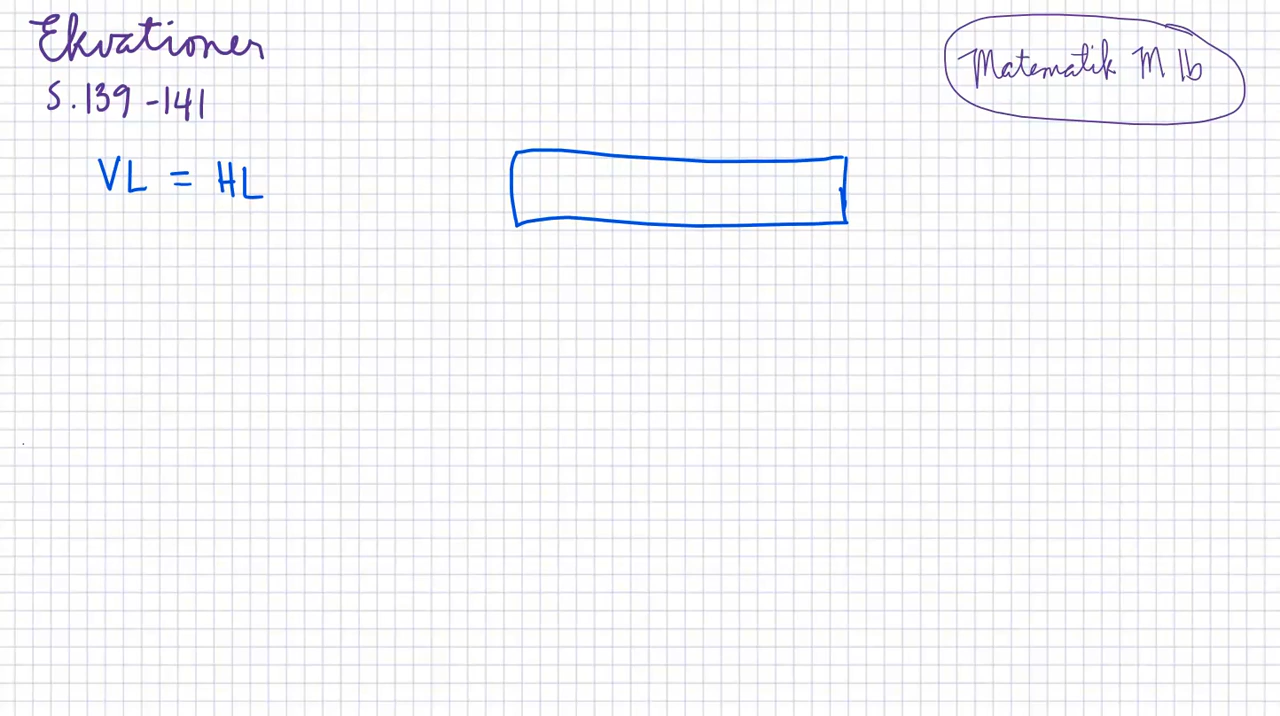 Ekvationer
S. 139 - 141
Matematik M 1b
VL = HL